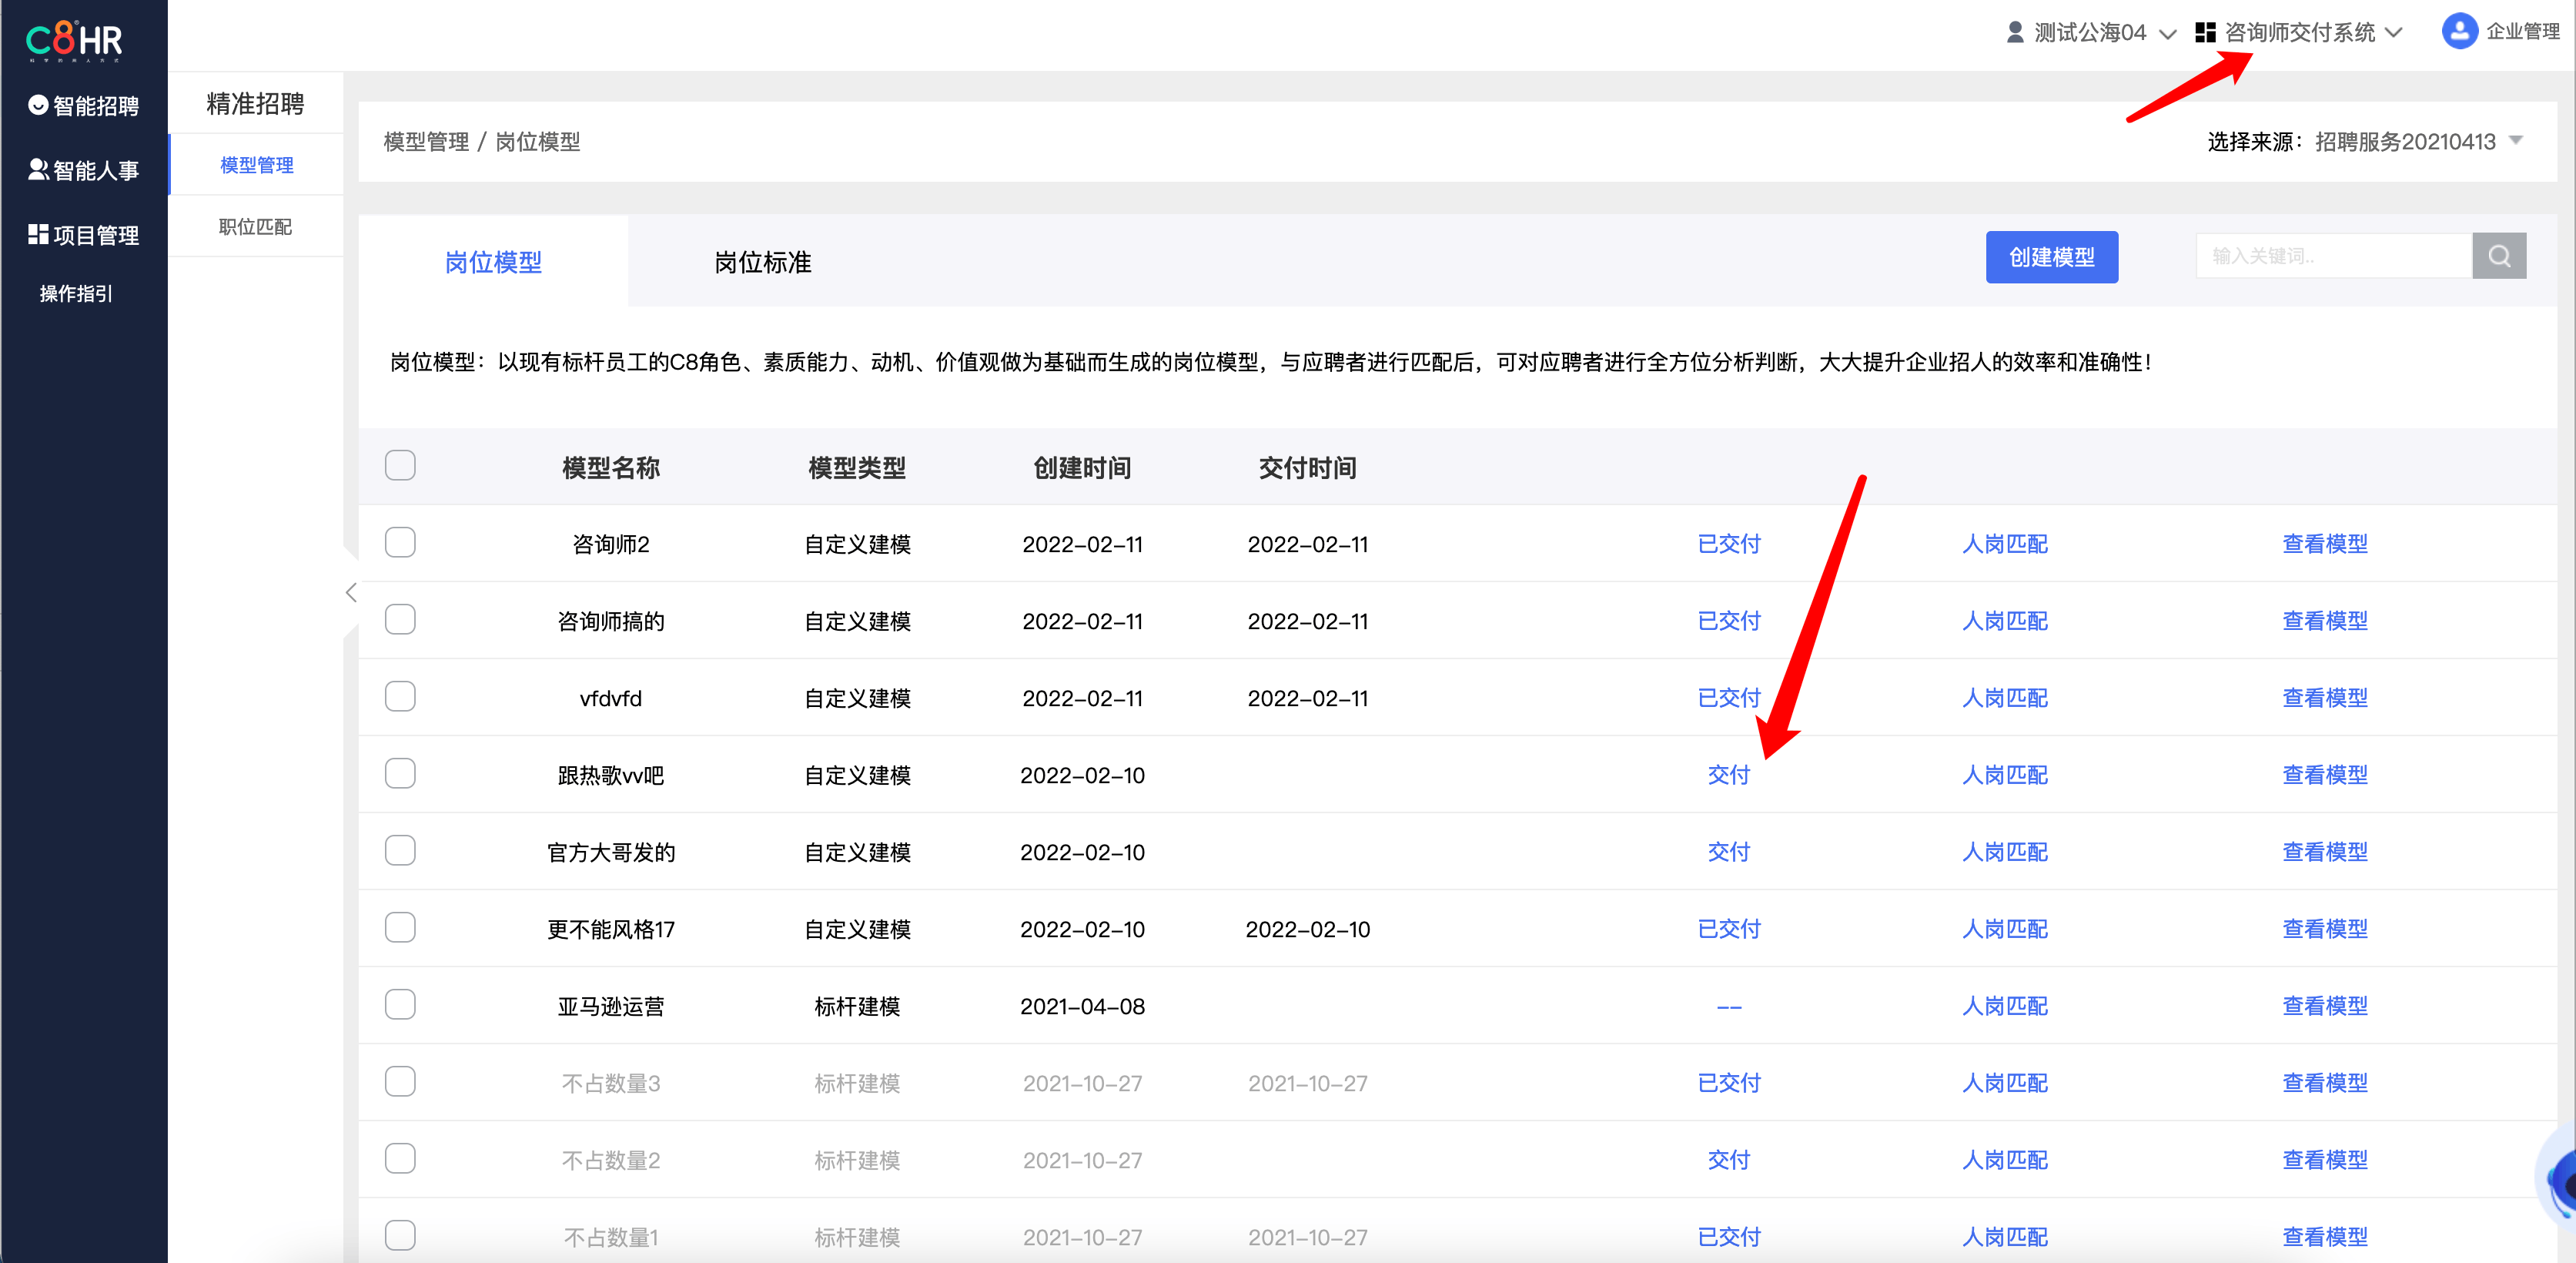 C8HR
测试公海04 咨询师交付系统 企业管理
智能招聘
智能人事
项目管理
操作指引
精准招聘
模型管理
职位匹配
模型管理 / 岗位模型 选择来源：招聘服务20210413
岗位模型 岗位标准 创建模型 输入关键词..
岗位模型：以现有标杆员工的C8角色、素质能力、动机、价值观做为基础而生成的岗位模型，与应聘者进行匹配后，可对应聘者进行全方位分析判断，大大提升企业招人的效率和准确性！
模型名称 模型类型 创建时间 交付时间
咨询师2 自定义建模 2022-02-11 2022-02-11 已交付 人岗匹配 查看模型
咨询师搞的 自定义建模 2022-02-11 2022-02-11 已交付 人岗匹配 查看模型
vfdvfd 自定义建模 2022-02-11 2022-02-11 已交付 人岗匹配 查看模型
跟热歌vv吧 自定义建模 2022-02-10 交付 人岗匹配 查看模型
官方大哥发的 自定义建模 2022-02-10 交付 人岗匹配 查看模型
更不能风格17 自定义建模 2022-02-10 2022-02-10 已交付 人岗匹配 查看模型
亚马逊运营 标杆建模 2021-04-08 -- 人岗匹配 查看模型
不占数量3 标杆建模 2021-10-27 2021-10-27 已交付 人岗匹配 查看模型
不占数量2 标杆建模 2021-10-27 交付 人岗匹配 查看模型
不占数量1 标杆建模 2021-10-27 2021-10-27 已交付 人岗匹配 查看模型